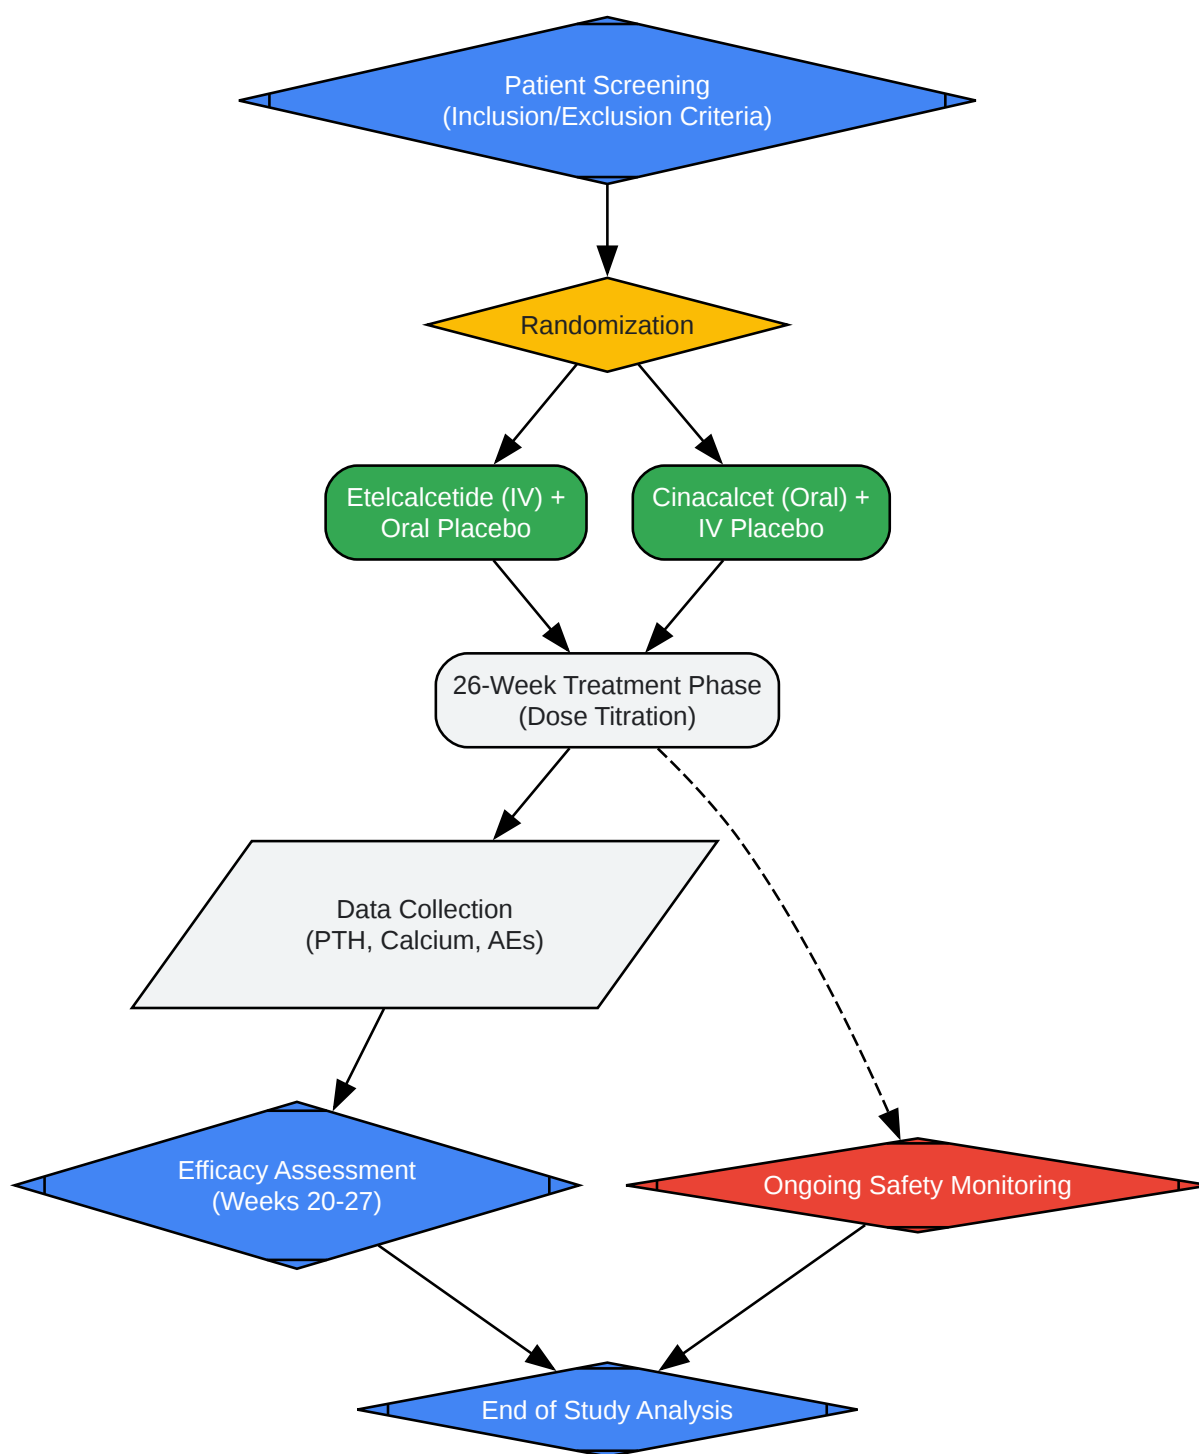 Patient Screening
(Inclusion/Exclusion Criteria)
Randomization
Etelcalcetide (IV) +
Oral Placebo
Cinacalcet (Oral) +
IV Placebo
26-Week Treatment Phase
(Dose Titration)
Data Collection
(PTH, Calcium, AEs)
Efficacy Assessment
(Weeks 20-27)
Ongoing Safety Monitoring
End of Study Analysis